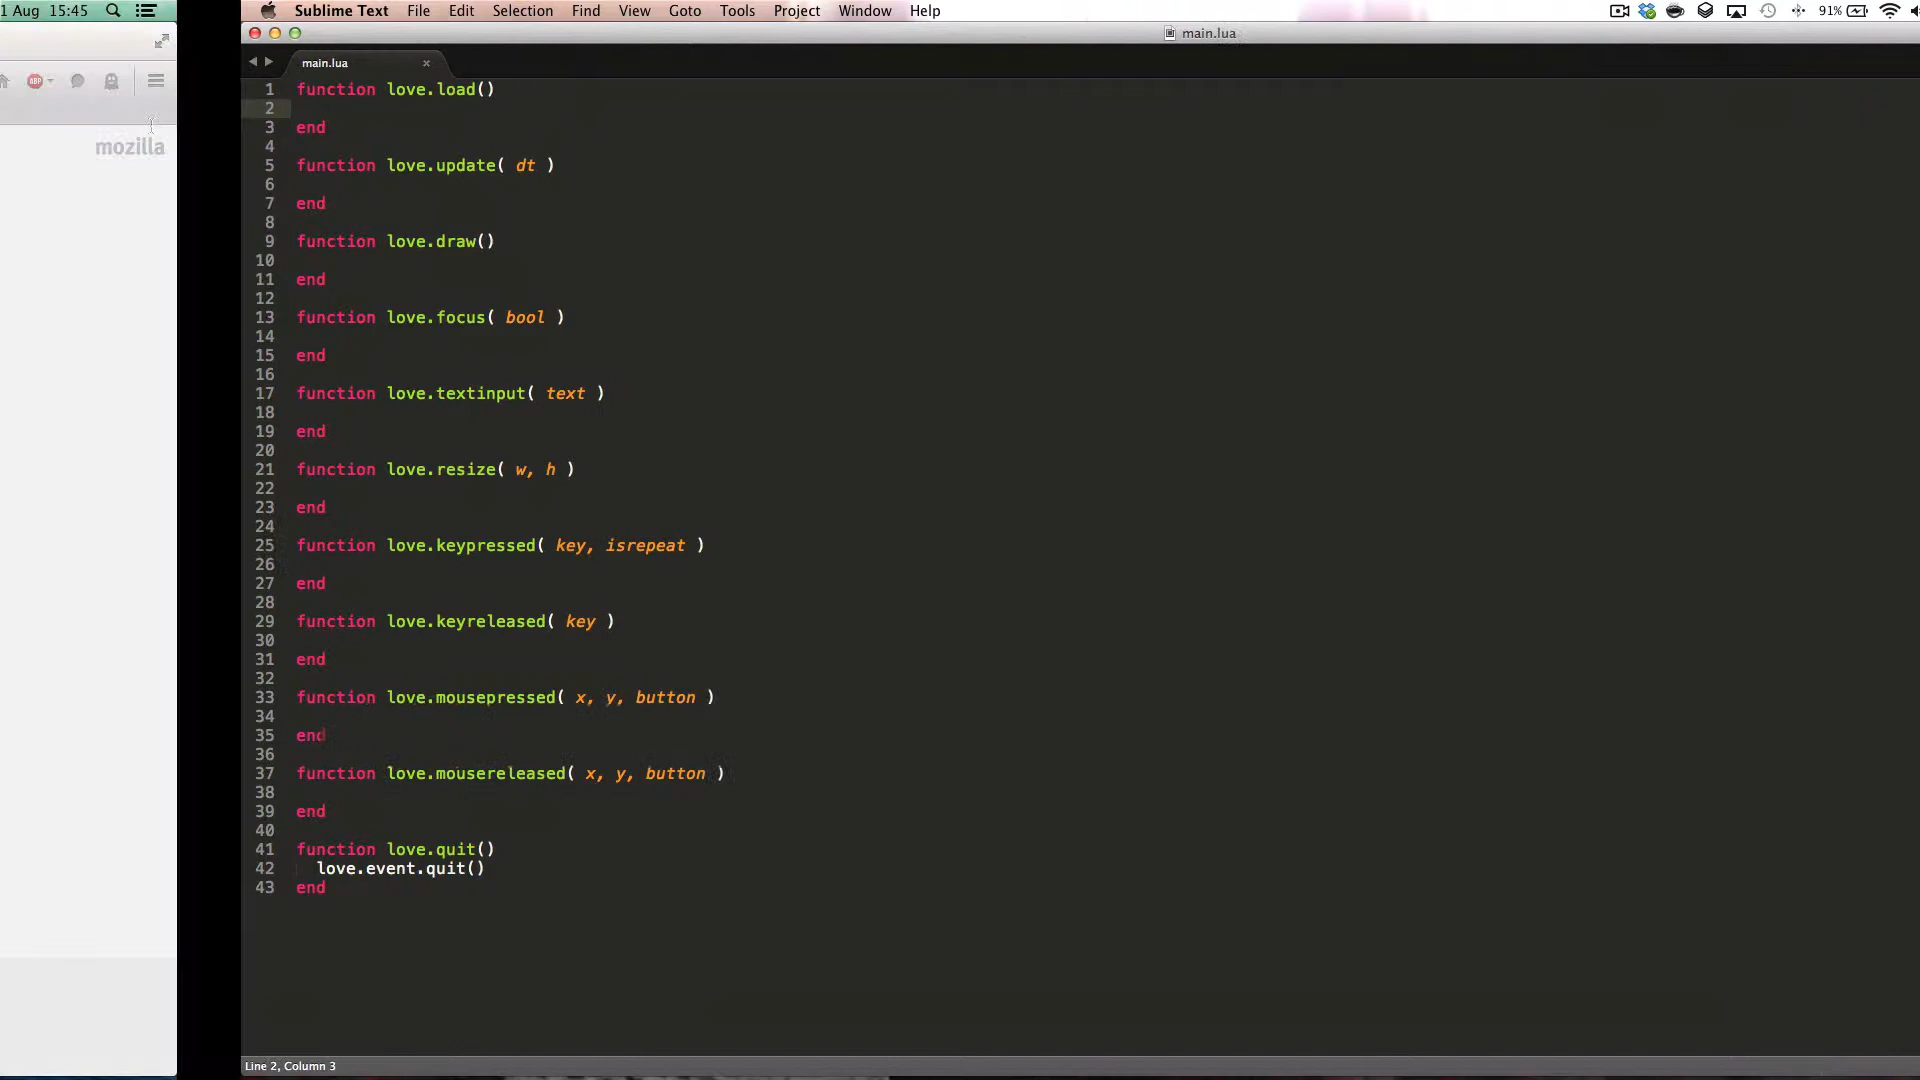 1 Aug 15:45
Sublime Text File Edit Selection Find View Goto Tools Project Window Help
91%
main.lua
ABP
main.lua
mozilla
1 function love.load()
2
3 end
4
5 function love.update( dt )
6
7 end
8
9 function love.draw()
10
11 end
12
13 function love.focus( bool )
14
15 end
16
17 function love.textinput( text )
18
19 end
20
21 function love.resize( w, h )
22
23 end
24
25 function love.keypressed( key, isrepeat )
26
27 end
28
29 function love.keyreleased( key )
30
31 end
32
33 function love.mousepressed( x, y, button )
34
35 end
36
37 function love.mousereleased( x, y, button )
38
39 end
40
41 function love.quit()
42 love.event.quit()
43 end
Line 2, Column 3